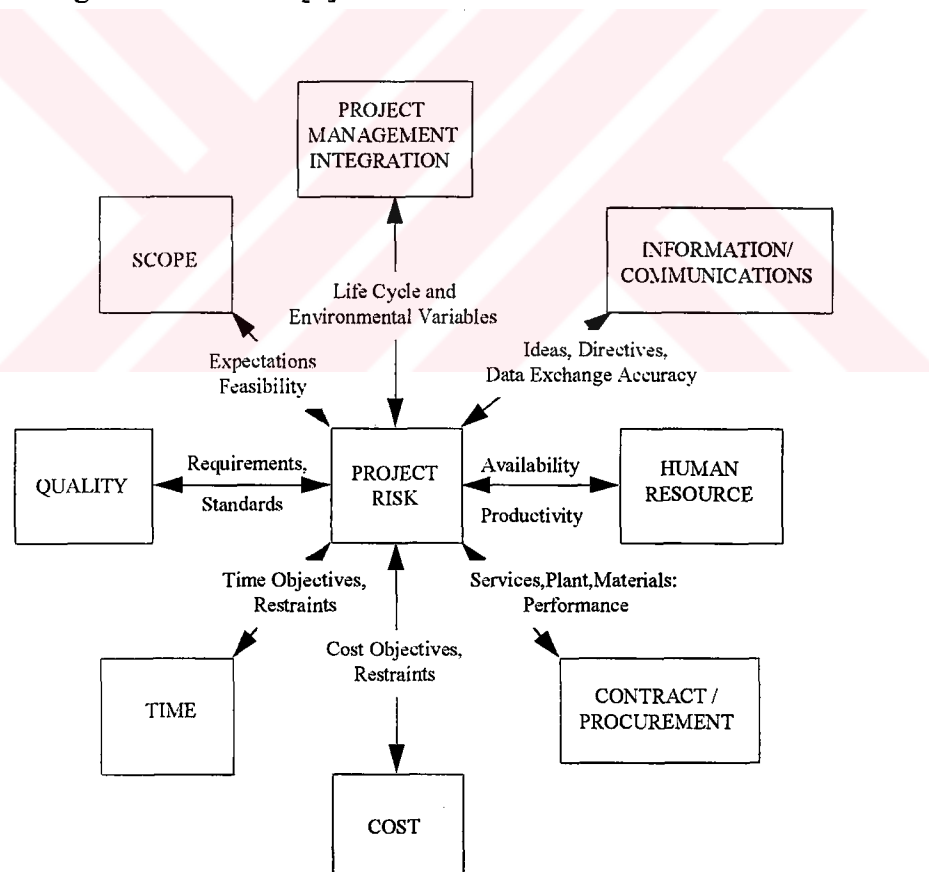 PROJECT
MANAGEMENT
INTEGRATION
SCOPE
INFORMATION/
COMMUNICATIONS
Life Cycle and
Environmental Variables
Expectations
Feasibility
Ideas, Directives,
Data Exchange Accuracy
QUALITY
Requirements,
Standards
PROJECT
RISK
Availability
Productivity
HUMAN
RESOURCE
Time Objectives,
Restraints
Services,Plant,Materials:
Performance
Cost Objectives,
Restraints
TIME
CONTRACT /
PROCUREMENT
COST